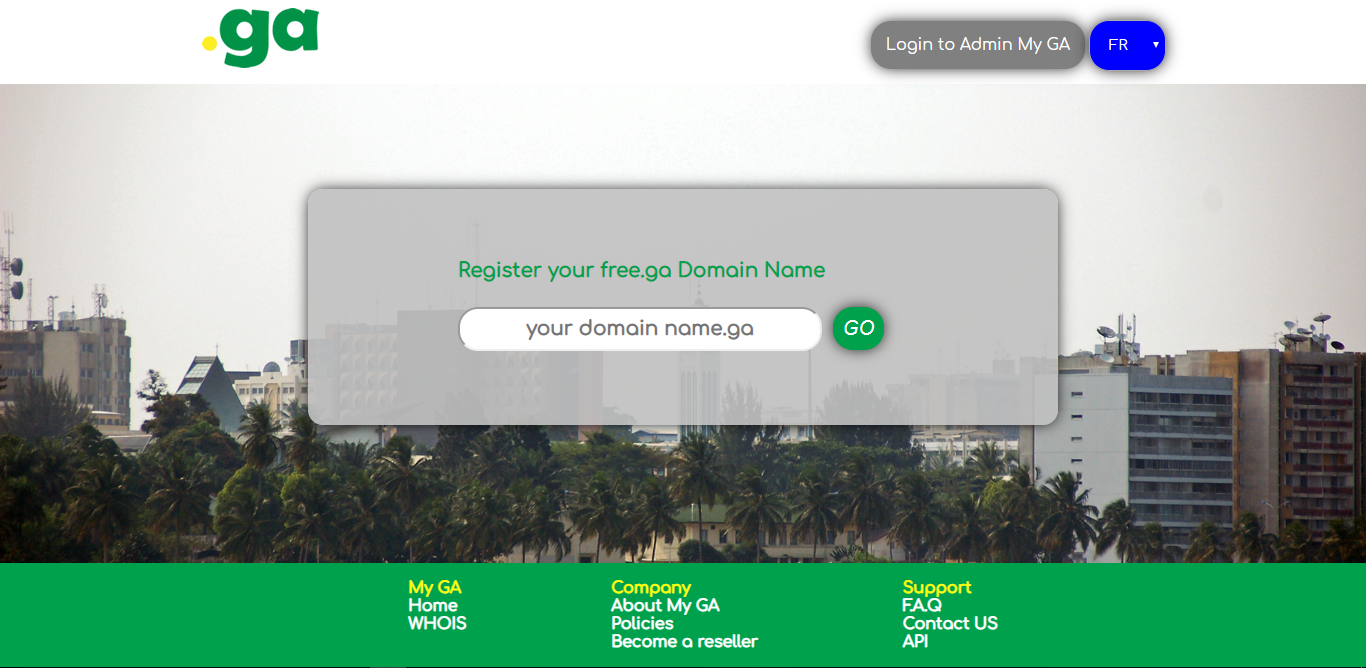 .ga
Login to Admin My GA
FR
Register your free.ga Domain Name
your domain name.ga
GO
My GA
Home
WHOIS
Company
About My GA
Policies
Become a reseller
Support
F.A.Q
Contact US
API